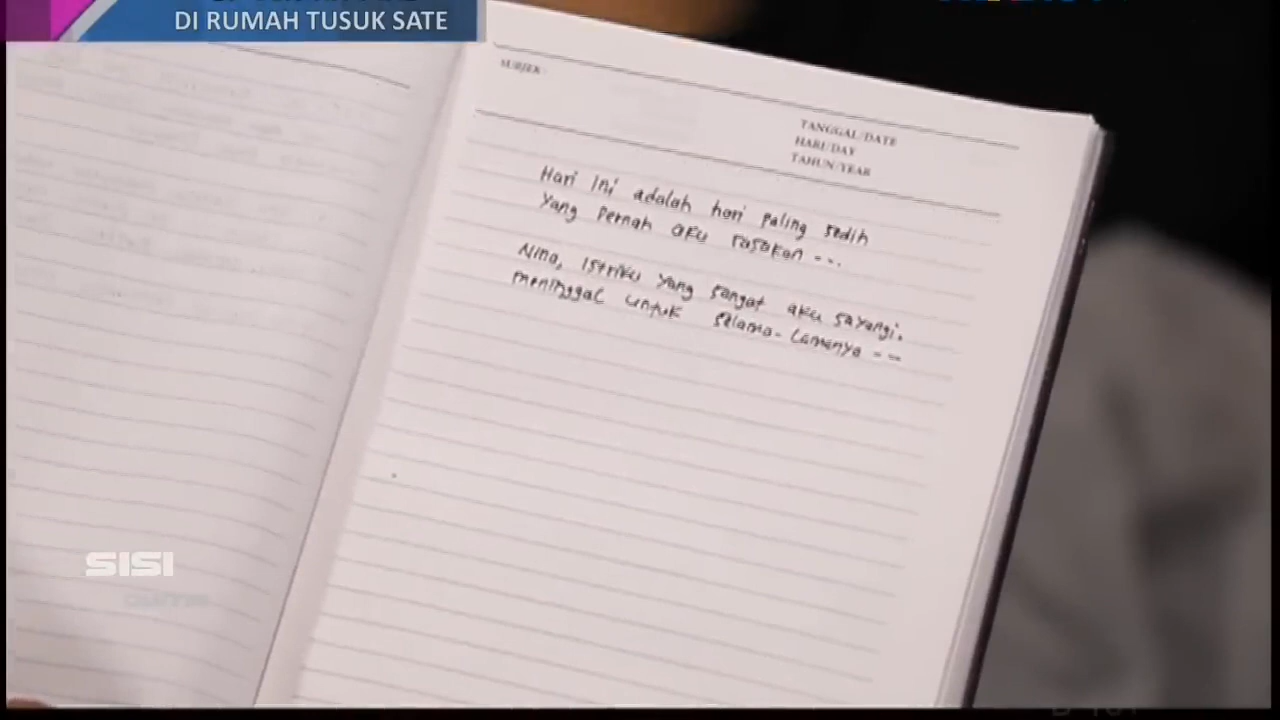 DI RUMAH TUSUK SATE
SUBJEK :
TANGGAL/DATE
HARI/DAY
TAHUN/YEAR
Hari ini adalah hari paling sedih
Yang Pernah aku rasakan ---.
Nina, istriku yang sangat aku sayangi.
meninggal untuk selama-lamanya --
SISI